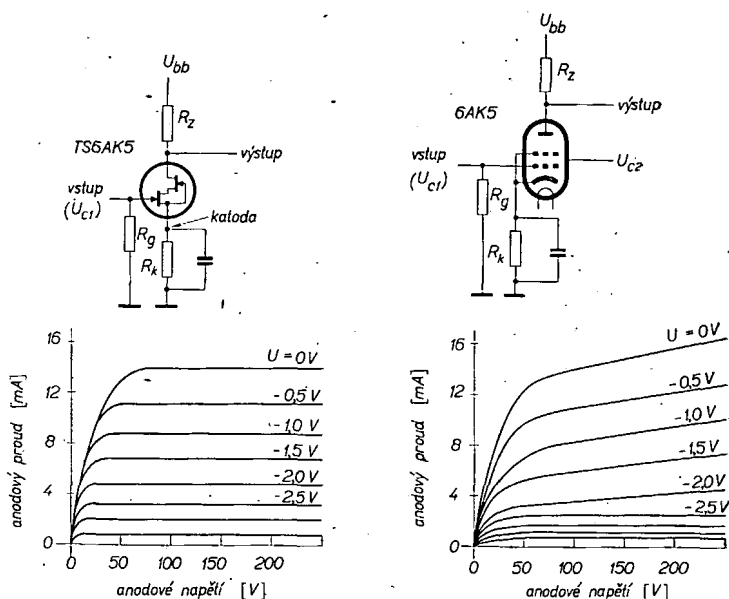 U_bb
R_z
TS6AK5
výstup
vstup
(U_c1)
R_g
katoda
R_k
U_bb
R_z
6AK5
výstup
vstup
(U_c1)
U_c2
R_g
R_k
anodový proud [mA]
16
12
8
4
0
U = 0V
-0,5 V
-1,0 V
-1,5 V
-2,0 V
-2,5 V
0 50 100 150 200
anodové napětí [V]
anodový proud [mA]
16
12
8
4
0
U = 0V
-0,5 V
-1,0 V
-1,5 V
-2,0 V
-2,5 V
0 50 100 150 200
anodové napětí [V]